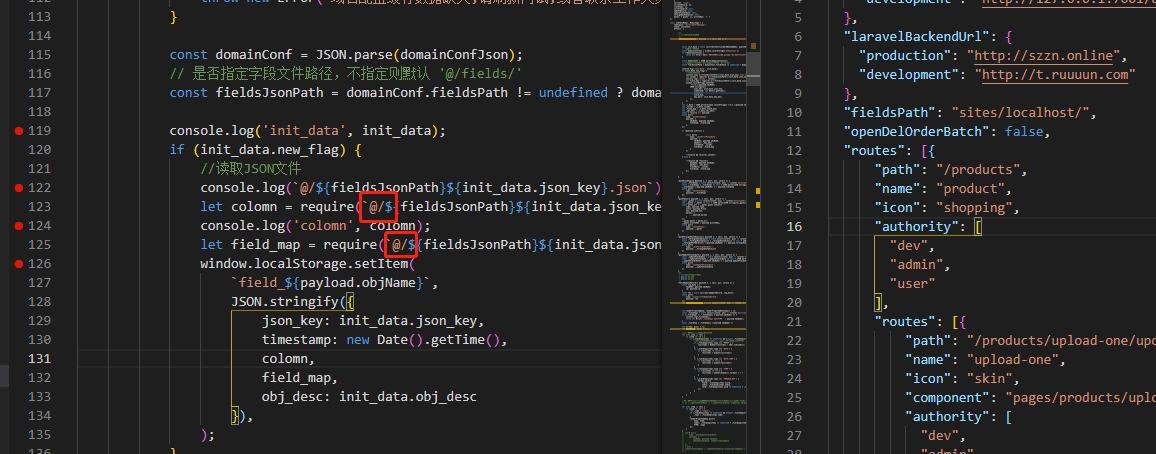 113 }
114
115 const domainConf = JSON.parse(domainConfJson);
116 // 是否指定字段文件路径，不指定则默认 '@/fields/'
117 const fieldsJsonPath = domainConf.fieldsPath != undefined ? doma
118
119 console.log('init_data', init_data);
120 if (init_data.new_flag) {
121 //读取JSON文件
122 console.log(`@/${fieldsJsonPath}${init_data.json_key}.json`)
123 let colomn = require(`@/${fieldsJsonPath}${init_data.json_ke
124 console.log('colomn', colomn);
125 let field_map = require(`@/${fieldsJsonPath}${init_data.json
126 window.localStorage.setItem(
127 `field_${payload.objName}`,
128 JSON.stringify({
129 json_key: init_data.json_key,
130 timestamp: new Date().getTime(),
131 colomn,
132 field_map,
133 obj_desc: init_data.obj_desc
134 }),
135 );
136 }
5 },
6 "laravelBackendUrl": {
7 "production": "http://szzn.online",
8 "development": "http://t.ruuuun.com"
9 },
10 "fieldsPath": "sites/localhost/",
11 "openDelOrderBatch": false,
12 "routes": [{
13 "path": "/products",
14 "name": "product",
15 "icon": "shopping",
16 "authority": [
17 "dev",
18 "admin",
19 "user"
20 ],
21 "routes": [{
22 "path": "/products/upload-one/upo
23 "name": "upload-one",
24 "icon": "skin",
25 "component": "pages/products/uplo
26 "authority": [
27 "dev",